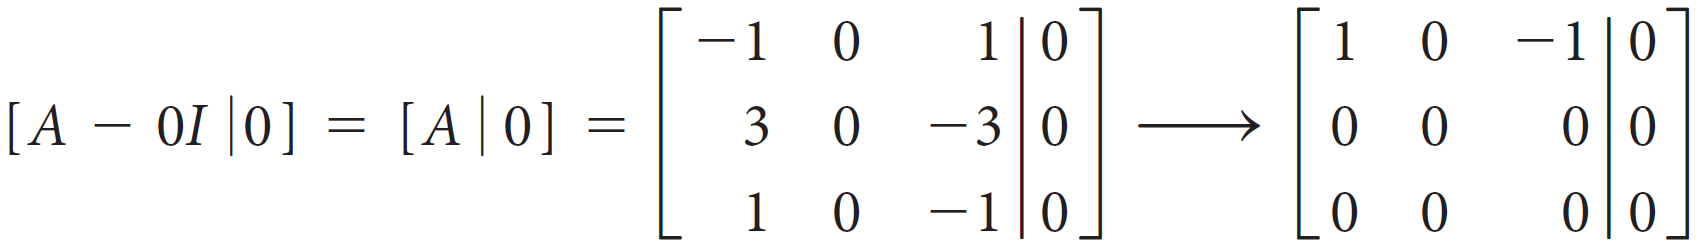 [A − 0I | 0] = [A | 0] = [ −1 0 1 | 0 ; 3 0 −3 | 0 ; 1 0 −1 | 0 ] ⟶ [ 1 0 −1 | 0 ; 0 0 0 | 0 ; 0 0 0 | 0 ]